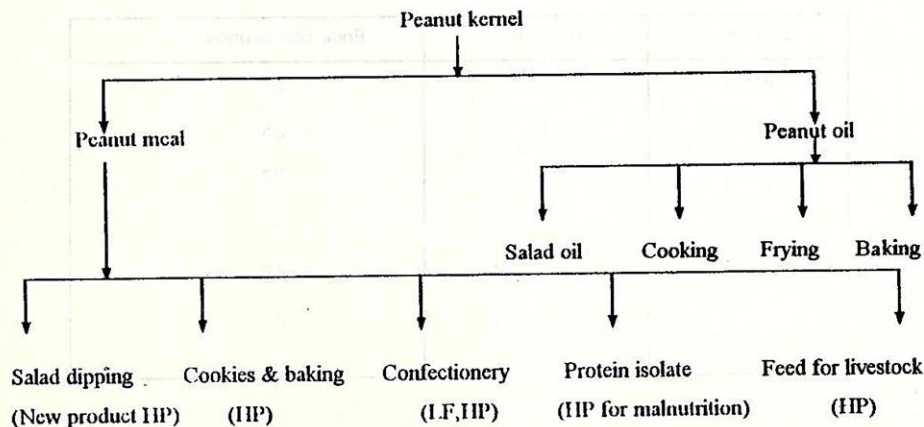 Peanut kernel
Peanut meal
Peanut oil
Salad oil Cooking Frying Baking
Salad dipping Cookies & baking Confectionery Protein isolate Feed for livestock
(New product HP) (HP) (LF,HP) (HP for malnutrition) (HP)